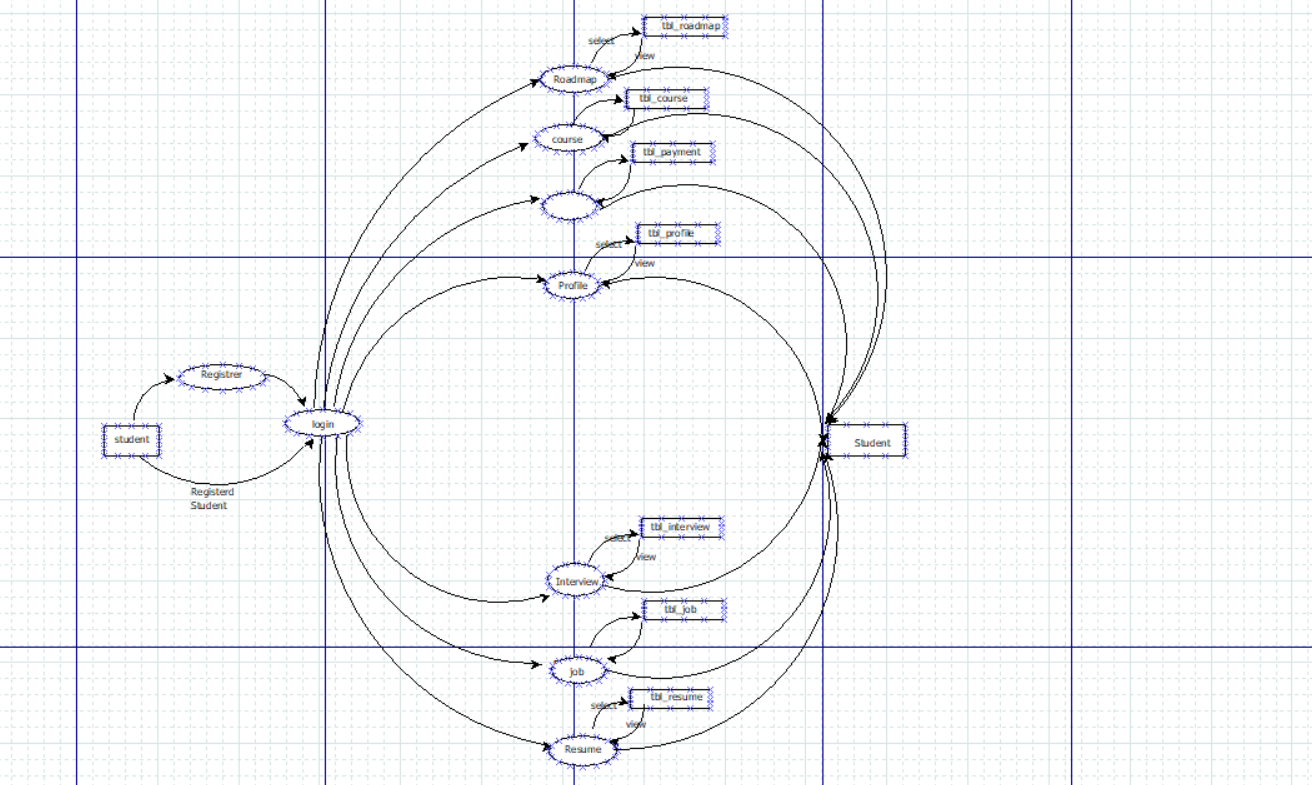 tbl_roadmap
select
view
Roadmap
tbl_course
course
tbl_payment
tbl_profile
select
view
Profile
Registrer
login
student
Student
Registerd
Student
tbl_interview
select
view
Interview
tbl_job
job
tbl_resume
select
view
Resume